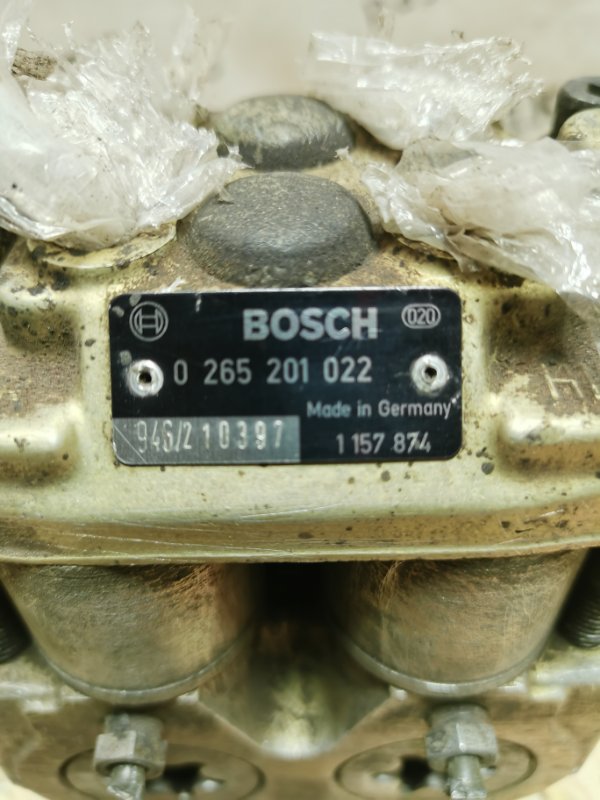 BOSCH 020
0 265 201 022
Made in Germany
946/2 10397 1 157 874